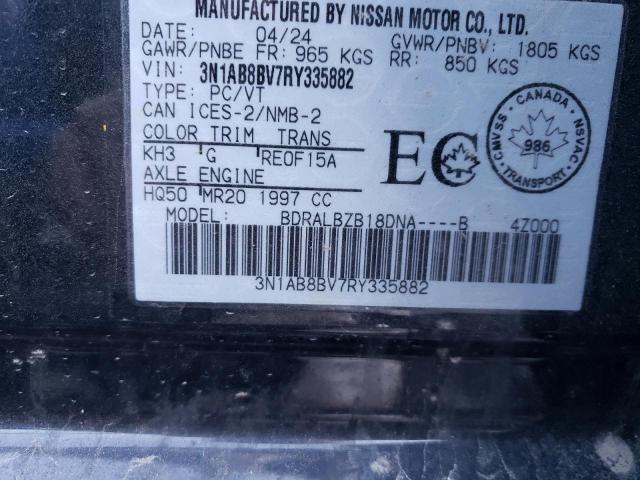 MANUFACTURED BY NISSAN MOTOR CO., LTD.
DATE: 04/24 GVWR/PNBV: 1805 KGS
GAWR/PNBE FR: 965 KGS RR: 850 KGS
VIN: 3N1AB8BV7RY335882
TYPE: PC/VT
CAN ICES-2/NMB-2
COLOR TRIM TRANS
KH3 G RE0F15A
AXLE ENGINE
HQ50 MR20 1997 CC
MODEL: BDRALBZB18DNA----B 4Z000
3N1AB8BV7RY335882
EC
CANADA
CMVSS
NSVAC
986
TRANSPORT